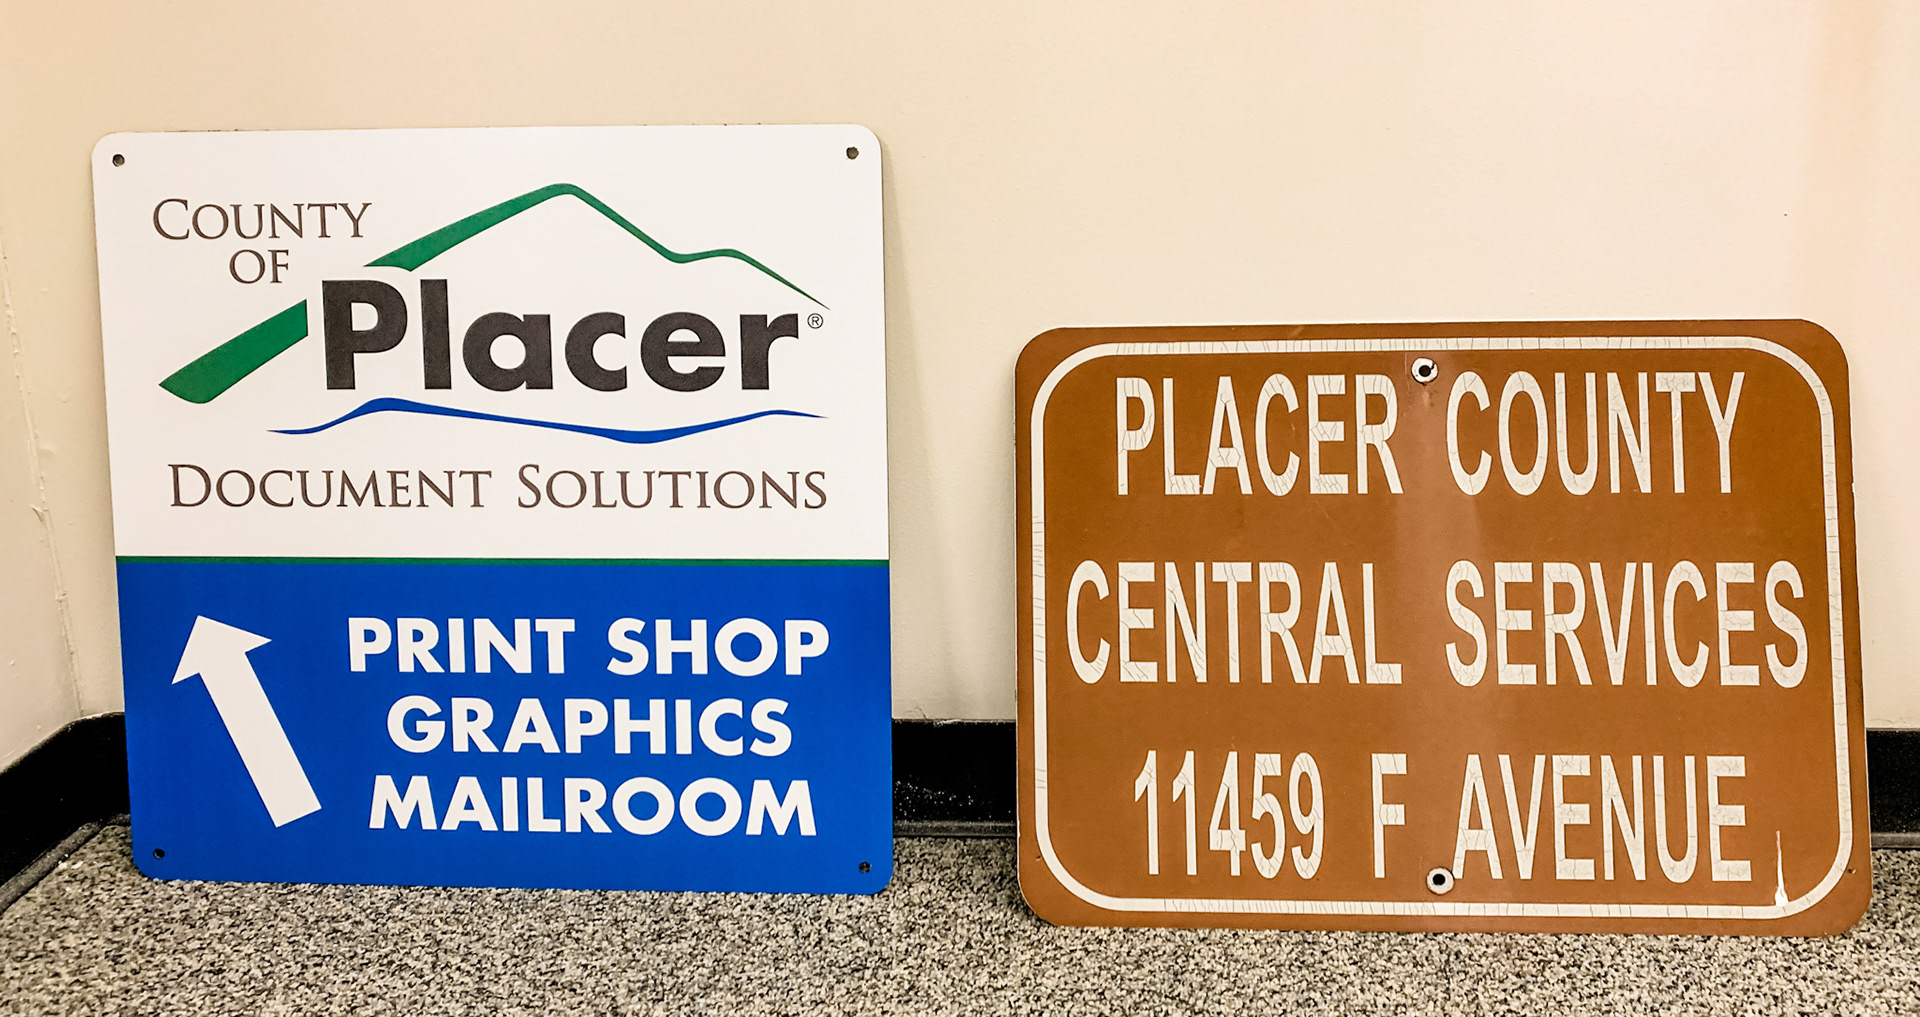 COUNTY
OF
Placer®
DOCUMENT SOLUTIONS
PRINT SHOP
GRAPHICS
MAILROOM
PLACER COUNTY
CENTRAL SERVICES
11459 F AVENUE